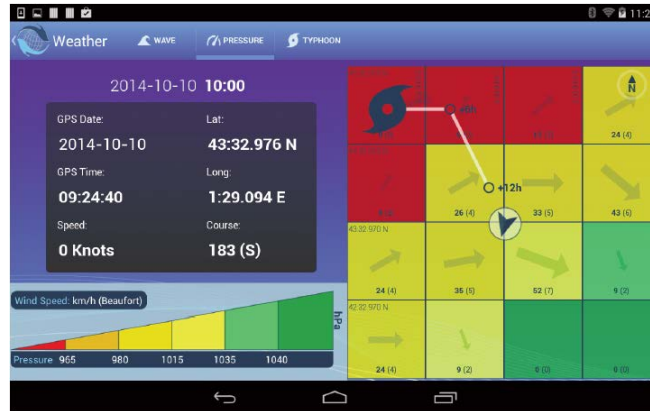 11:2
Weather
WAVE
PRESSURE
TYPHOON
2014-10-10 10:00
GPS Date:
Lat:
2014-10-10
43:32.976 N
GPS Time:
Long:
09:24:40
1:29.094 E
Speed:
Course:
0 Knots
183 (S)
Wind Speed: km/h (Beaufort)
hPa
Pressure 965 980 1015 1035 1040
N
+6h
24 (4)
+12h
26 (4)
33 (5)
43 (6)
43:32.970 N
24 (4)
35 (5)
52 (7)
9 (2)
42:32.970 N
24 (4)
9 (2)
0 (0)
0 (0)